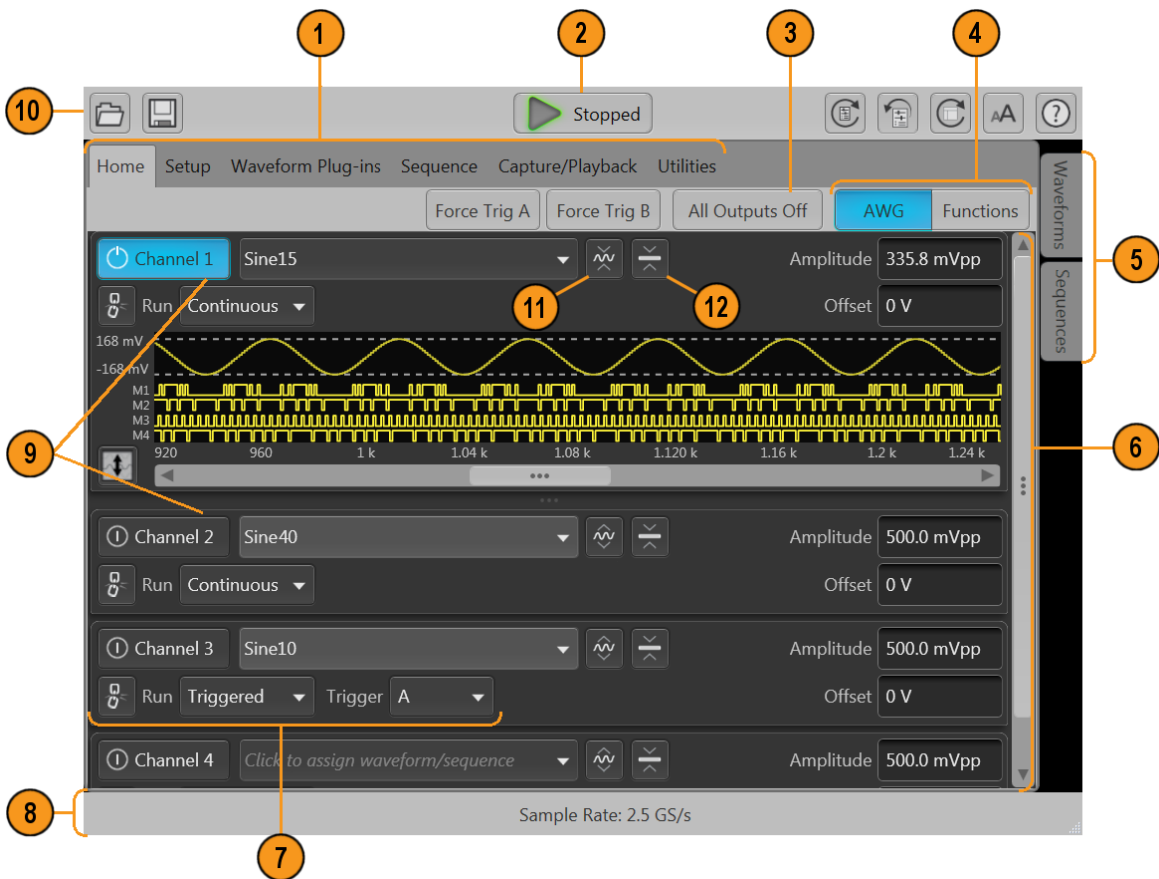 1 2 3 4
10 Stopped AA ?
Home Setup Waveform Plug-ins Sequence Capture/Playback Utilities
Force Trig A Force Trig B All Outputs Off AWG Functions
Waveforms
Sequences
5
Channel 1 Sine15 Amplitude 335.8 mVpp
11 12
Run Continuous Offset 0 V
168 mV
-168 mV
M1
M2
M3
M4
920 960 1 k 1.04 k 1.08 k 1.120 k 1.16 k 1.2 k 1.24 k
9 6
Channel 2 Sine40 Amplitude 500.0 mVpp
Run Continuous Offset 0 V
Channel 3 Sine10 Amplitude 500.0 mVpp
Run Triggered Trigger A Offset 0 V
Channel 4 Click to assign waveform/sequence Amplitude 500.0 mVpp
8 Sample Rate: 2.5 GS/s
7